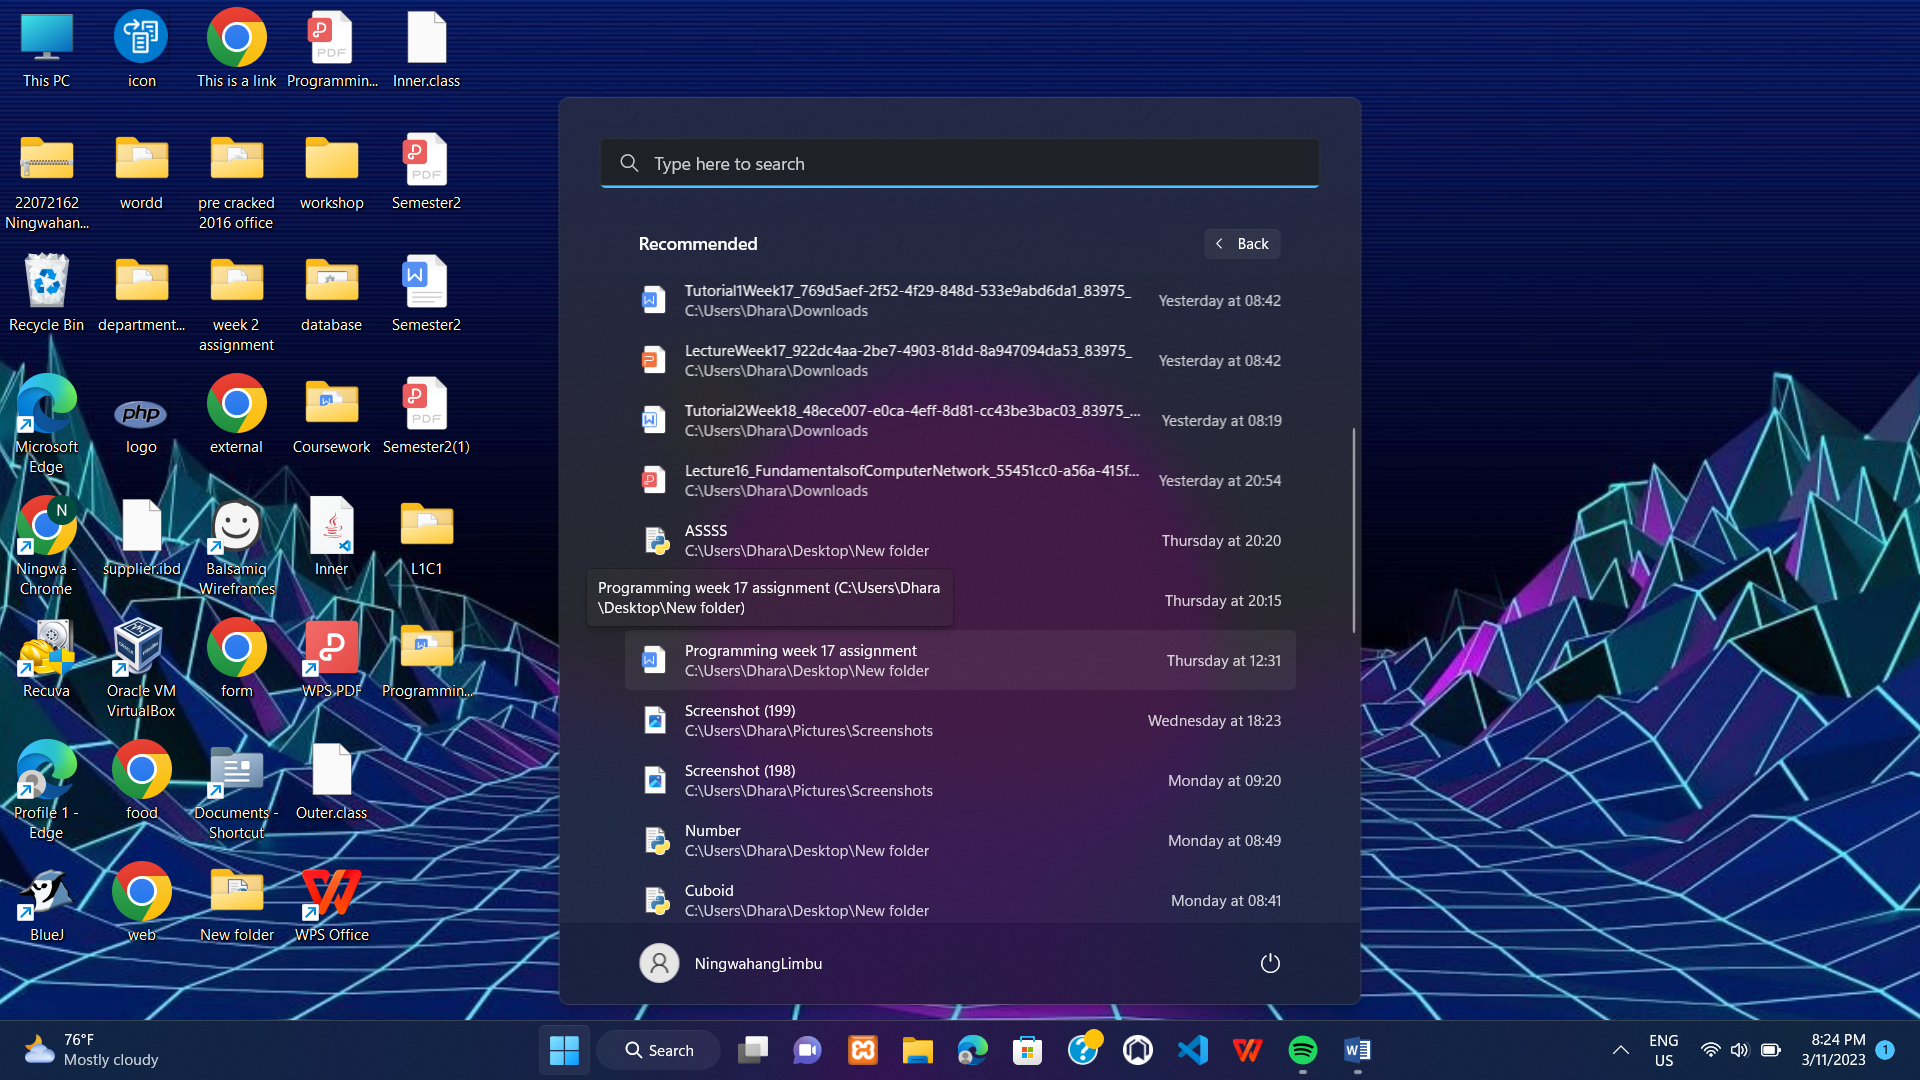 This PC
icon
This is a link
Programmin...
Inner.class
22072162
Ningwahan...
wordd
pre cracked
2016 office
workshop
Semester2
Recycle Bin
department...
week 2
assignment
database
Semester2
Microsoft
Edge
logo
external
Coursework
Semester2(1)
Ningwa -
Chrome
supplier.ibd
Balsamiq
Wireframes
Inner
L1C1
Recuva
Oracle VM
VirtualBox
form
WPS PDF
Programmin...
Profile 1 -
Edge
food
Documents -
Shortcut
Outer.class
BlueJ
web
New folder
WPS Office
PDF
PDF
PDF
php
N
Type here to search
Recommended
Back
Tutorial1Week17_769d5aef-2f52-4f29-848d-533e9abd6da1_83975_
C:\Users\Dhara\Downloads
Yesterday at 08:42
LectureWeek17_922dc4aa-2be7-4903-81dd-8a947094da53_83975_
C:\Users\Dhara\Downloads
Yesterday at 08:42
Tutorial2Week18_48ece007-e0ca-4eff-8d81-cc43be3bac03_83975_...
C:\Users\Dhara\Downloads
Yesterday at 08:19
Lecture16_FundamentalsofComputerNetwork_55451cc0-a56a-415f...
C:\Users\Dhara\Downloads
Yesterday at 20:54
ASSSS
C:\Users\Dhara\Desktop\New folder
Thursday at 20:20
Programming week 17 assignment (C:\Users\Dhara
\Desktop\New folder)
Thursday at 20:15
Programming week 17 assignment
C:\Users\Dhara\Desktop\New folder
Thursday at 12:31
Screenshot (199)
C:\Users\Dhara\Pictures\Screenshots
Wednesday at 18:23
Screenshot (198)
C:\Users\Dhara\Pictures\Screenshots
Monday at 09:20
Number
C:\Users\Dhara\Desktop\New folder
Monday at 08:49
Cuboid
C:\Users\Dhara\Desktop\New folder
Monday at 08:41
NingwahangLimbu
76°F
Mostly cloudy
Search
ENG
US
8:24 PM
3/11/2023
1